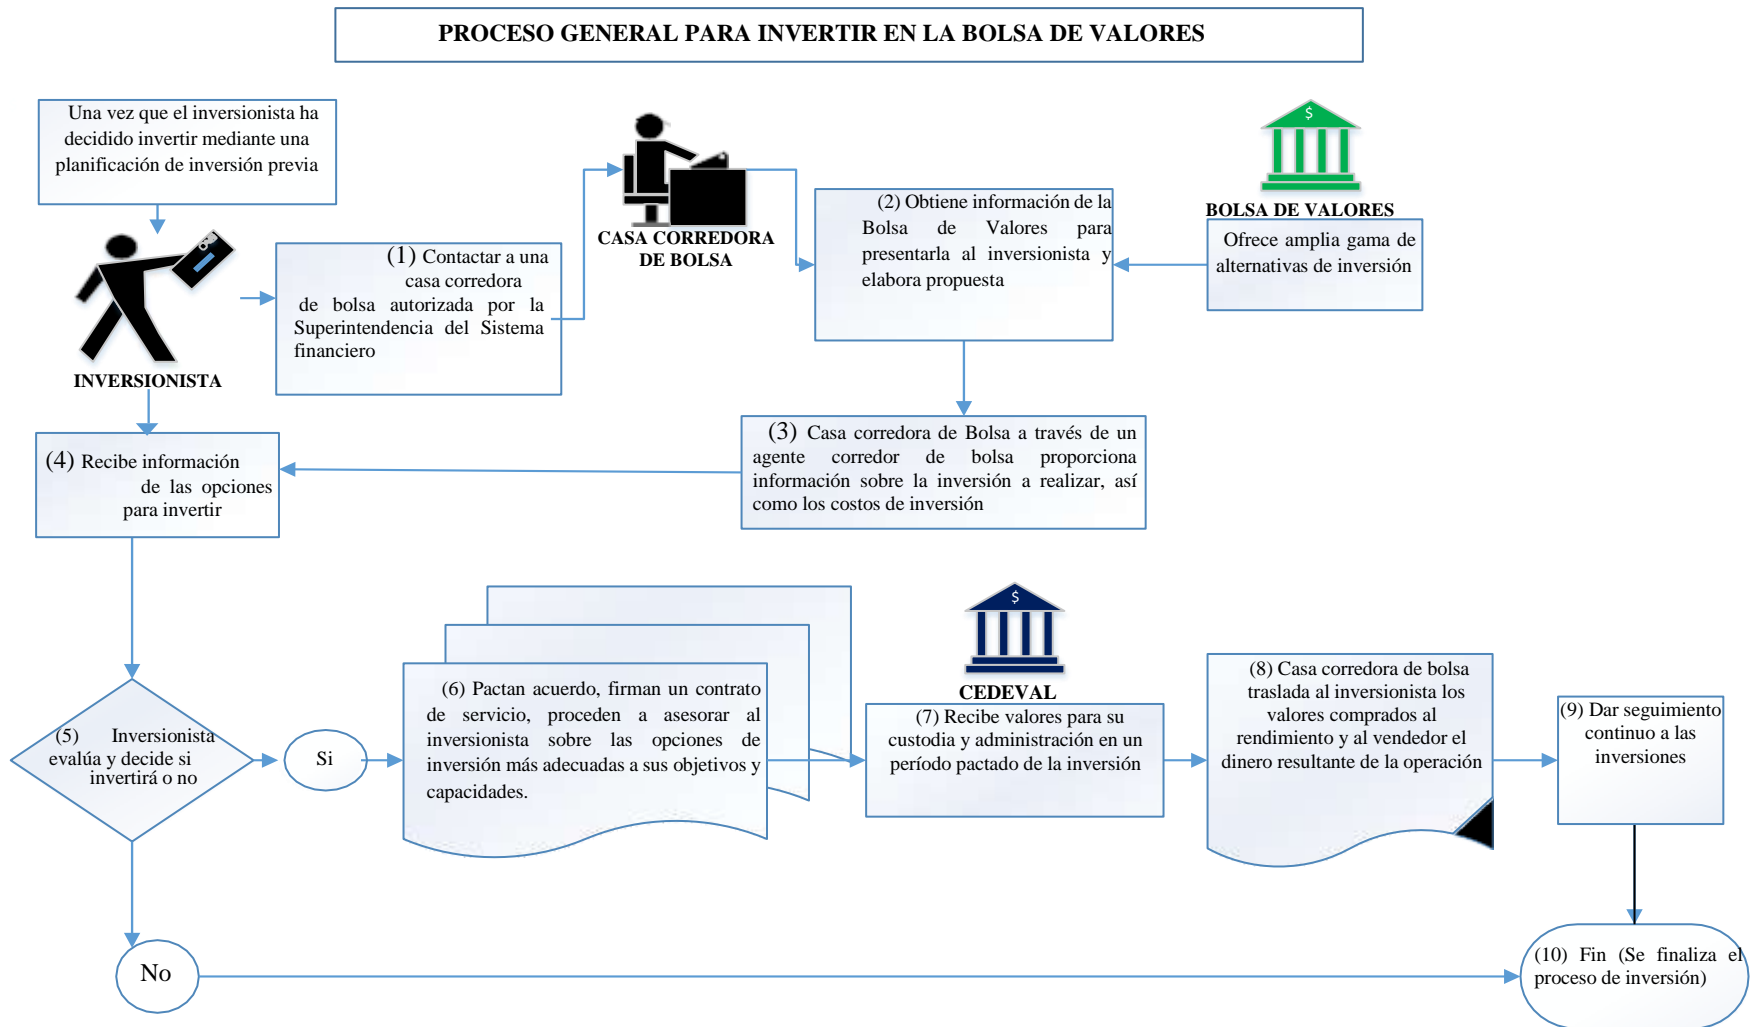 PROCESO GENERAL PARA INVERTIR EN LA BOLSA DE VALORES
Una vez que el inversionista ha
decidido invertir mediante una
planificación de inversión previa
INVERSIONISTA
(1) Contactar a una
casa corredora
de bolsa autorizada por la
Superintendencia del Sistema
financiero
CASA CORREDORA
DE BOLSA
(2) Obtiene información de la
Bolsa de Valores para
presentarla al inversionista y
elabora propuesta
$
BOLSA DE VALORES
Ofrece amplia gama de
alternativas de inversión
(3) Casa corredora de Bolsa a través de un
agente corredor de bolsa proporciona
información sobre la inversión a realizar, así
como los costos de inversión
(4) Recibe información
de las opciones
para invertir
(5) Inversionista
evalúa y decide si
invertirá o no
Si
(6) Pactan acuerdo, firman un contrato
de servicio, proceden a asesorar al
inversionista sobre las opciones de
inversión más adecuadas a sus objetivos y
capacidades.
$
CEDEVAL
(7) Recibe valores para su
custodia y administración en un
período pactado de la inversión
(8) Casa corredora de bolsa
traslada al inversionista los
valores comprados al
rendimiento y al vendedor el
dinero resultante de la operación
(9) Dar seguimiento
continuo a las
inversiones
No
(10) Fin (Se finaliza el
proceso de inversión)